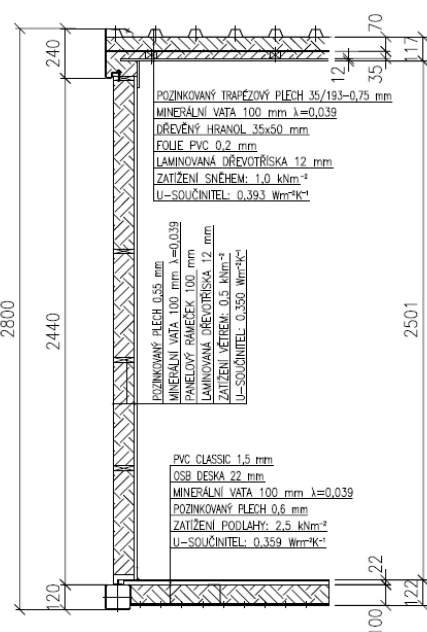 70
240
117
12
35
POZINKOVANÝ TRAPÉZOVÝ PLECH 35/193–0,75 mm
MINERÁLNÍ VATA 100 mm λ=0,039
DŘEVĚNÝ HRANOL 35x50 mm
FOLIE PVC 0,2 mm
LAMINOVANÁ DŘEVOTŘÍSKA 12 mm
ZATÍŽENÍ SNĚHEM: 1,0 kNm⁻²
U–SOUČINITEL: 0,393 Wm⁻²K⁻¹
2800
2440
POZINKOVANÝ PLECH 0,55 mm
MINERÁLNÍ VATA 100 mm λ=0,039
PANELOVÝ RÁMEČEK 100 mm
LAMINOVANÁ DŘEVOTŘÍSKA 12 mm
ZATÍŽENÍ VĚTREM: 0,5 kNm⁻²
U–SOUČINITEL: 0,350 Wm⁻²K⁻¹
2501
PVC CLASSIC 1,5 mm
OSB DESKA 22 mm
MINERÁLNÍ VATA 100 mm λ=0,039
POZINKOVANÝ PLECH 0,6 mm
ZATÍŽENÍ PODLAHY: 2,5 kNm⁻²
U–SOUČINITEL: 0,359 Wm⁻²K⁻¹
22
120
122
100